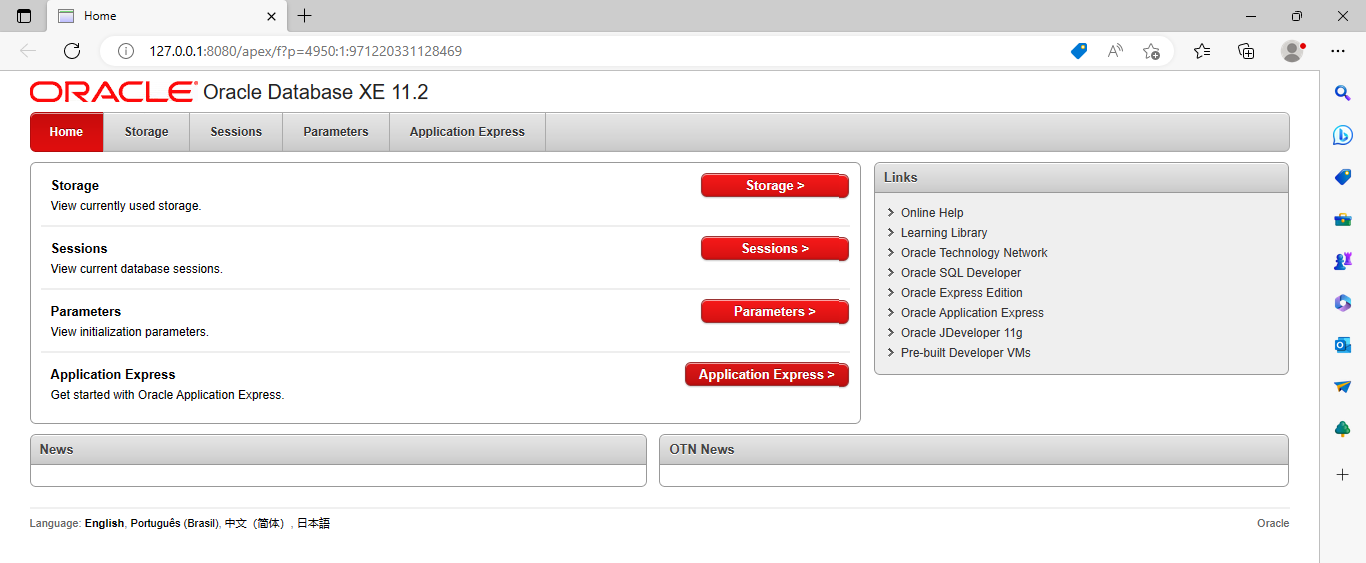 Home
127.0.0.1:8080/apex/f?p=4950:1:971220331128469
ORACLE Oracle Database XE 11.2
Home Storage Sessions Parameters Application Express
Storage
View currently used storage.
Storage >
Sessions
View current database sessions.
Sessions >
Parameters
View initialization parameters.
Parameters >
Application Express
Get started with Oracle Application Express.
Application Express >
Links
Online Help
Learning Library
Oracle Technology Network
Oracle SQL Developer
Oracle Express Edition
Oracle Application Express
Oracle JDeveloper 11g
Pre-built Developer VMs
News
OTN News
Language: English, Português (Brasil), 中文（简体）, 日本語
Oracle